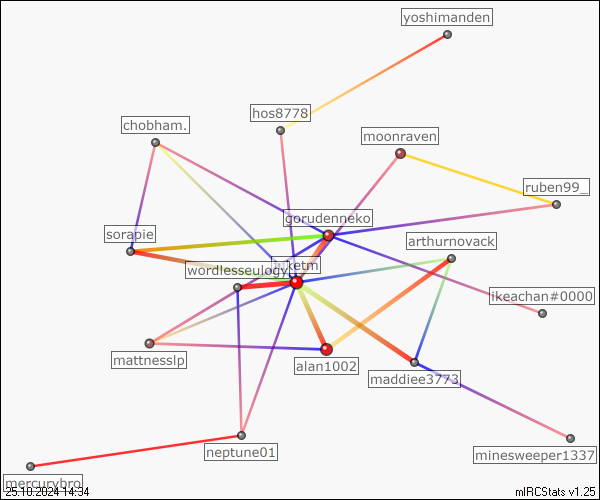 yoshimanden
chobham.
hos8778
moonraven
ruben99_
gorudenneko
sorapie
arthurnovack
wordlesseulogy
ketm
ikeachan#0000
mattnesslp
alan1002
maddiee3773
neptune01
minesweeper1337
mercurybro
25.10.2024 14:34
mIRCStats v1.25